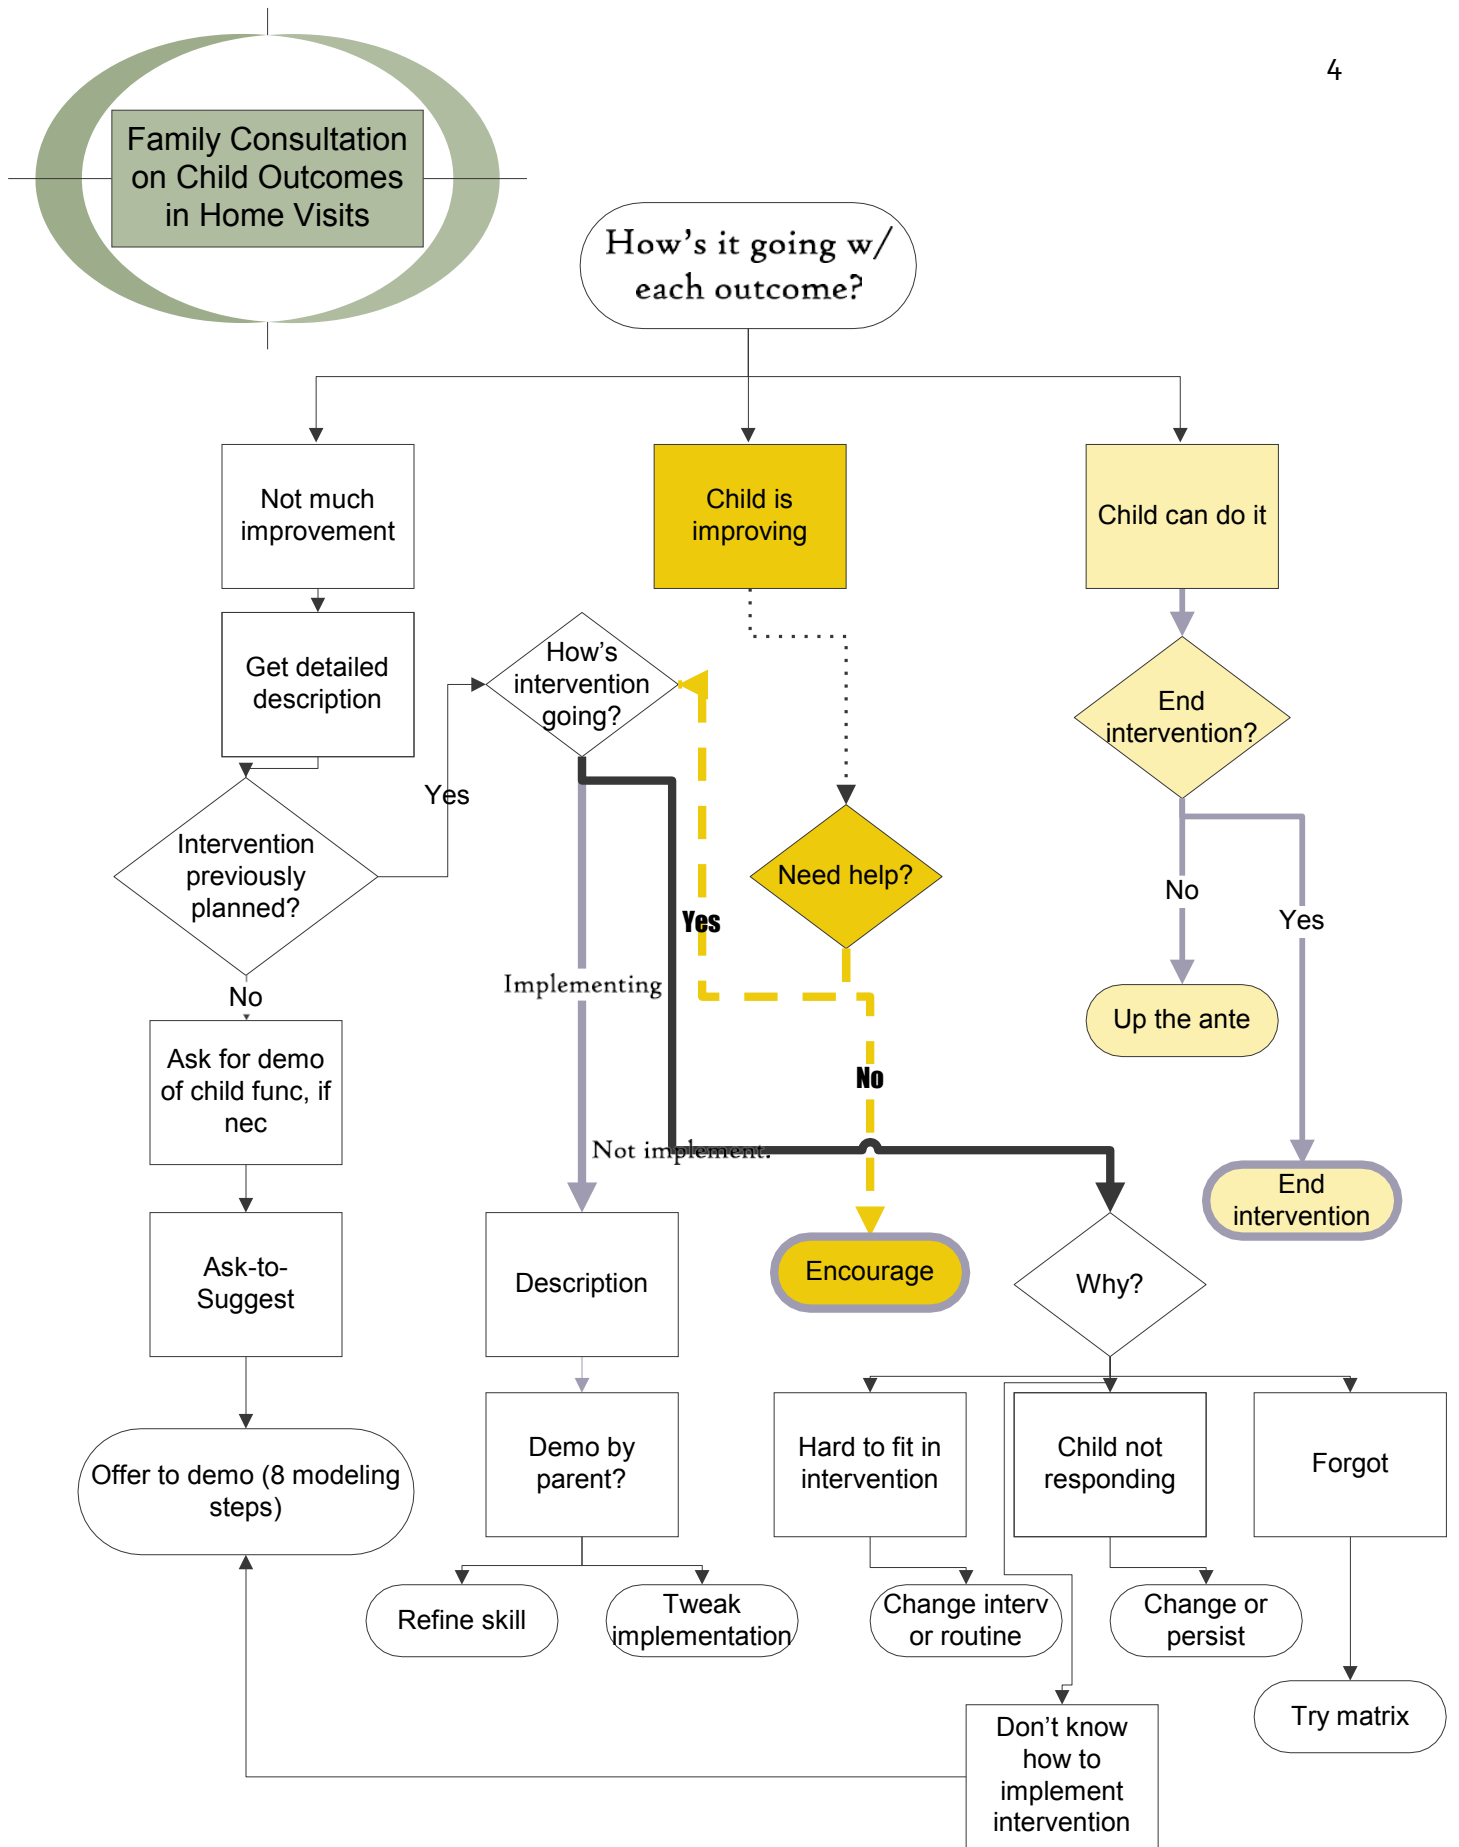 4
Family Consultation
on Child Outcomes
in Home Visits
How's it going w/
each outcome?
Not much
improvement
Child is
improving
Child can do it
Get detailed
description
How's
intervention
going?
End
intervention?
Yes
Intervention
previously
planned?
Need help?
No
Yes
Yes
Implementing
No
Up the ante
Ask for demo
of child func, if
nec
No
Not implement.
End
intervention
Ask-to-
Suggest
Description
Encourage
Why?
Offer to demo (8 modeling
steps)
Demo by
parent?
Hard to fit in
intervention
Child not
responding
Forgot
Refine skill
Tweak
implementation
Change interv
or routine
Change or
persist
Try matrix
Don't know
how to
implement
intervention